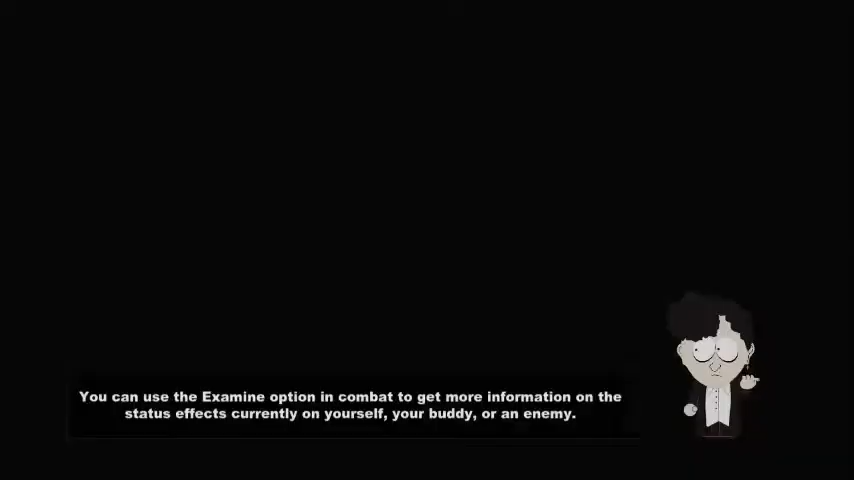 You can use the Examine option in combat to get more information on the
status effects currently on yourself, your buddy, or an enemy.